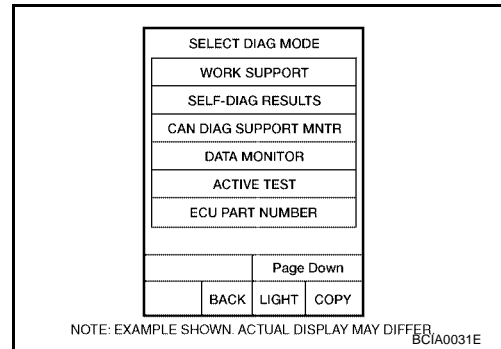 SELECT DIAG MODE
WORK SUPPORT
SELF-DIAG RESULTS
CAN DIAG SUPPORT MNTR
DATA MONITOR
ACTIVE TEST
ECU PART NUMBER
Page Down
BACK LIGHT COPY
NOTE: EXAMPLE SHOWN. ACTUAL DISPLAY MAY DIFFER.
BCIA0031E